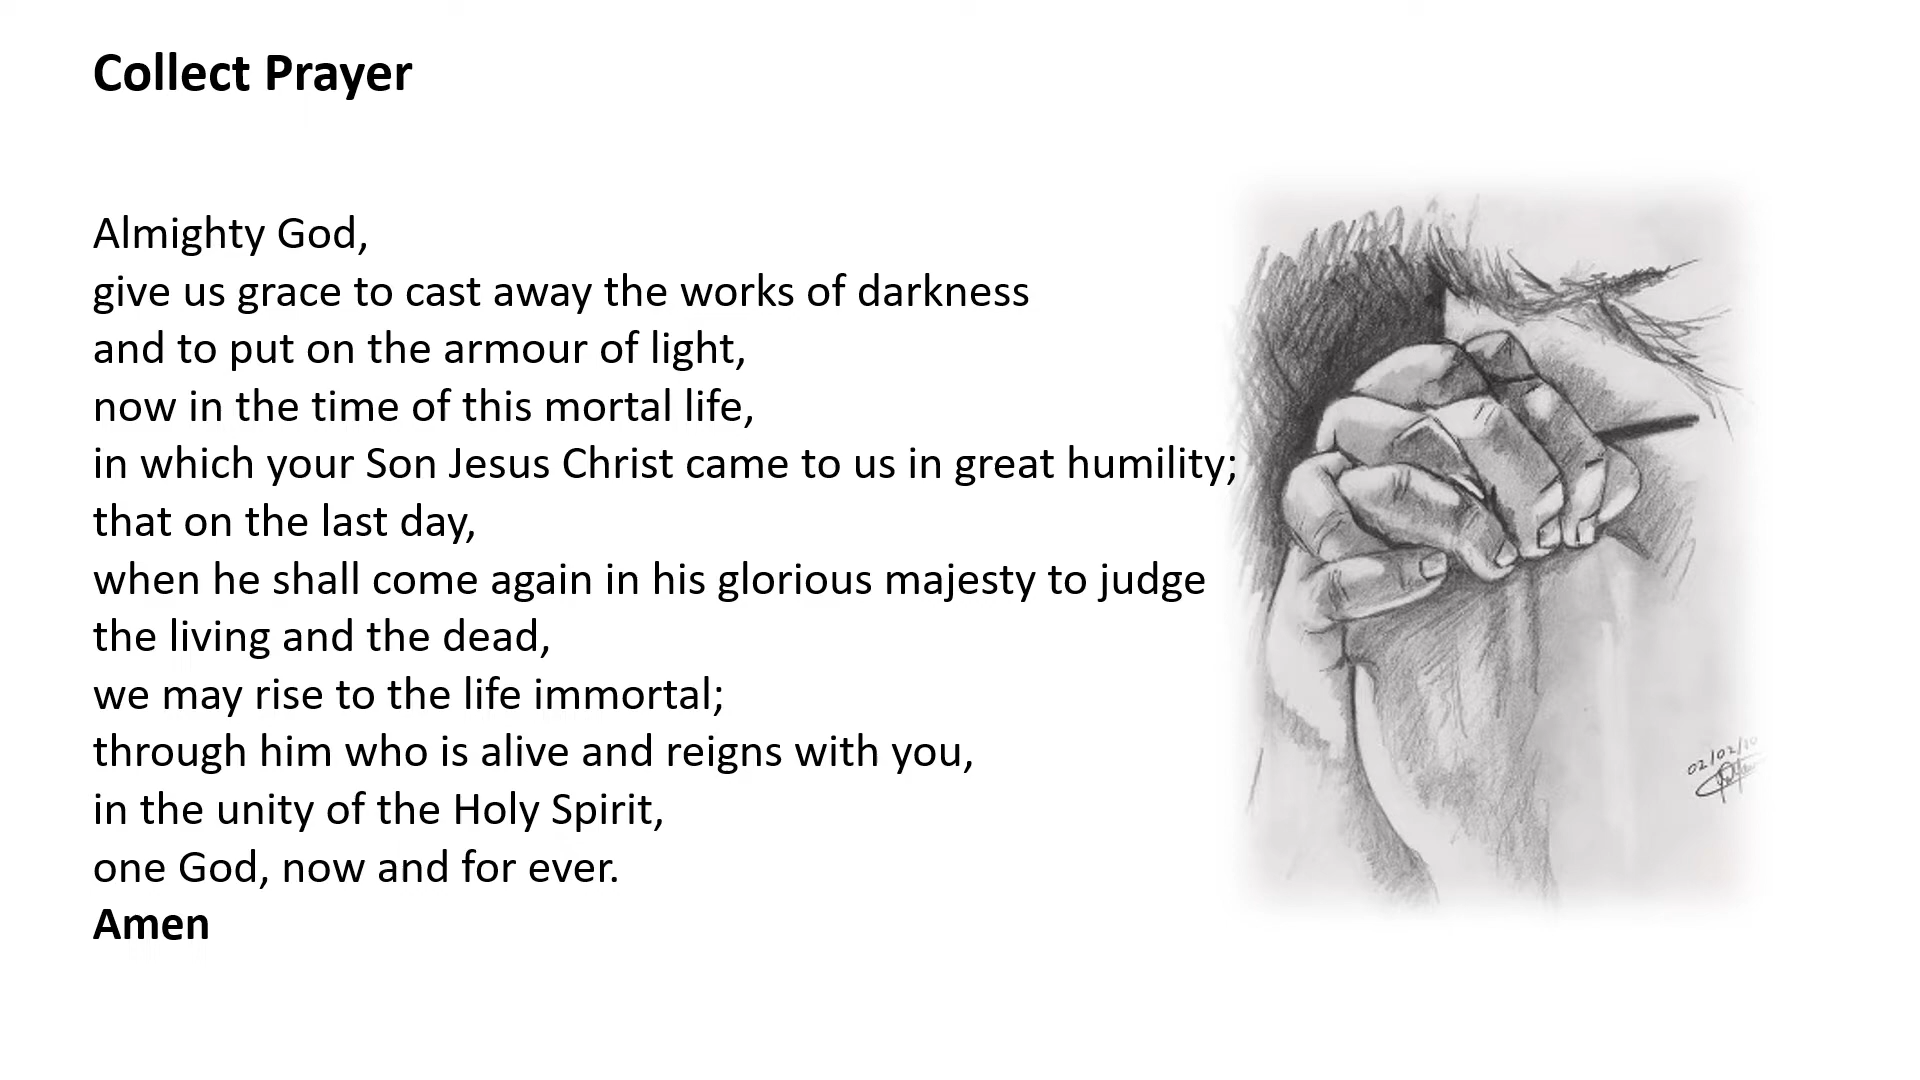 Collect Prayer
Almighty God,
give us grace to cast away the works of darkness
and to put on the armour of light,
now in the time of this mortal life,
in which your Son Jesus Christ came to us in great humility;
that on the last day,
when he shall come again in his glorious majesty to judge
the living and the dead,
we may rise to the life immortal;
through him who is alive and reigns with you,
in the unity of the Holy Spirit,
one God, now and for ever.
Amen
02/02/10